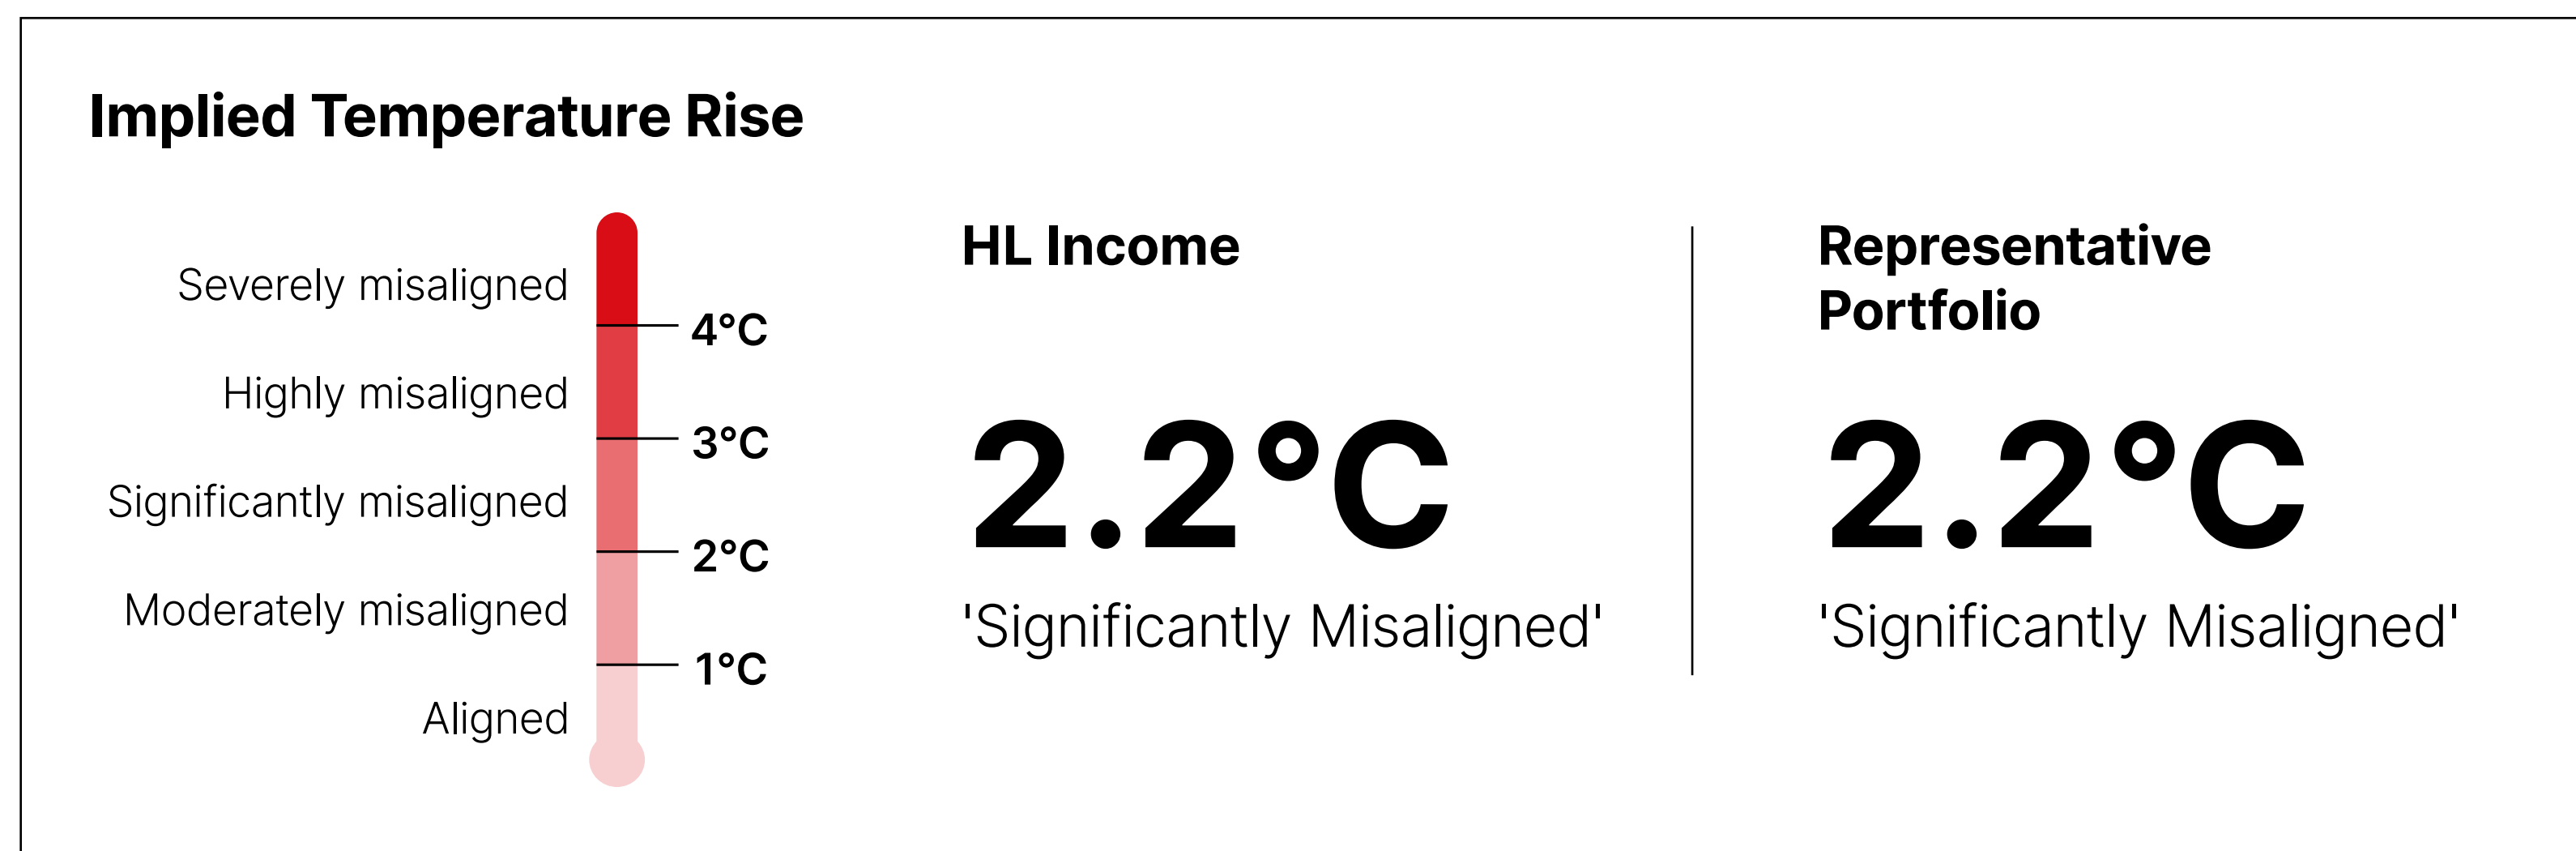 Implied Temperature Rise
Severely misaligned
4°C
Highly misaligned
3°C
Significantly misaligned
2°C
Moderately misaligned
1°C
Aligned
HL Income
2.2°C
'Significantly Misaligned'
Representative
Portfolio
2.2°C
'Significantly Misaligned'